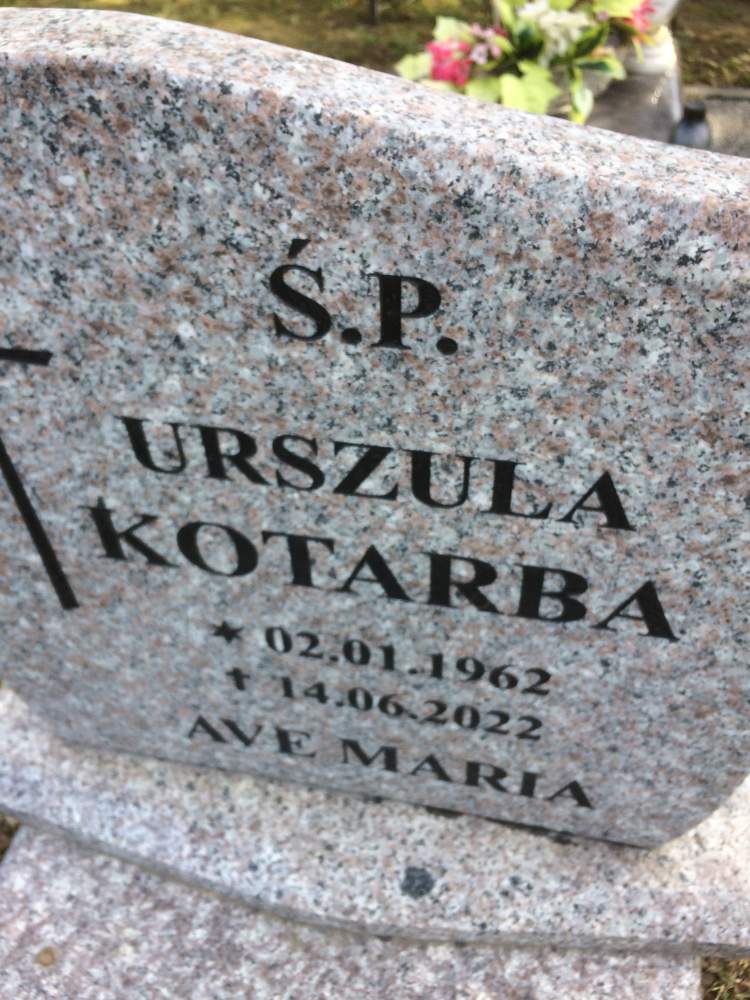 Ś.P.
URSZULA
KOTARBA
★ 02.01.1962
✝ 14.06.2022
AVE MARIA